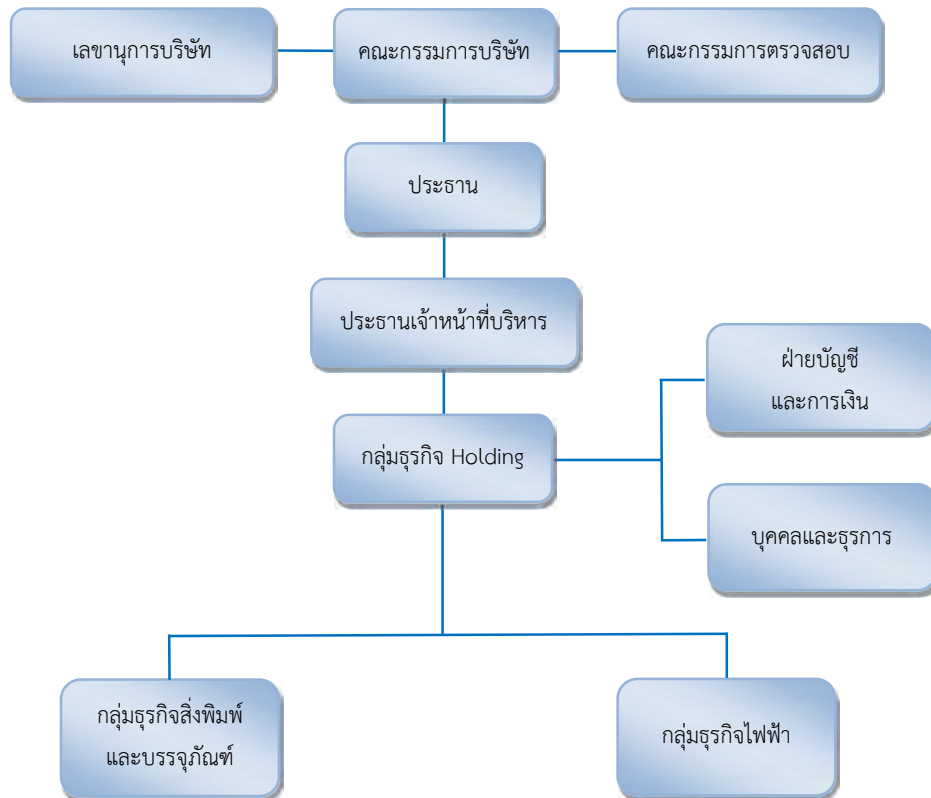 เลขานุการบริษัท
คณะกรรมการบริษัท
คณะกรรมการตรวจสอบ
ประธาน
ประธานเจ้าหน้าที่บริหาร
ฝ่ายบัญชี
และการเงิน
กลุ่มธุรกิจ Holding
บุคคลและธุรการ
กลุ่มธุรกิจสิ่งพิมพ์
และบรรจุภัณฑ์
กลุ่มธุรกิจไฟฟ้า